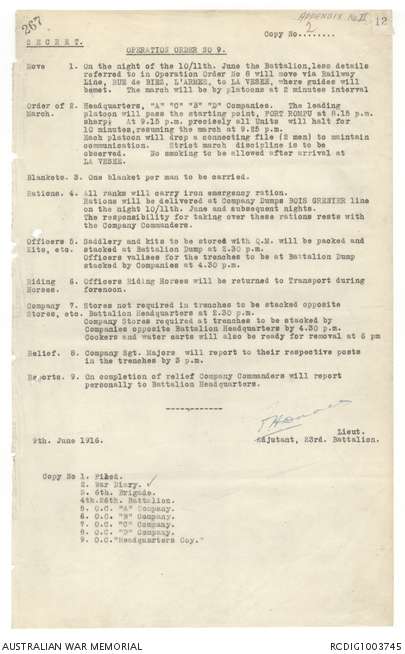 267
APPENDIX No II
12
Copy No........
2
S E C R E T.
OPERATION ORDER NO 9.
Move 1. On the night of the 10/11th. June the Battalion,less details
referred to in Operation Order No 8 will move via Railway
Line, RUE de BIEZ, L'ARMEE, to LA VESEE, where guides will
bemet. The march will be by platoons at 2 minutes interval
Order of 2. Headquarters, "A" "C" "B" "D" Companies. The leading
March. platoon will pass the starting point, FORT ROMPU at 8.15 p.m.
sharp; At 9.15 p.m. precisely all Units will halt for
10 minutes,resuming the march at 9.25 p.m.
Each platoon will drop a connecting file (2 men) to maintain
communication. Strict march discipline is to be
observed. No smoking to be allowed after arrival at
LA VESEE.
Blankets. 3. One blanket per man to be carried.
Rations. 4. All ranks will carry iron emergency ration.
Rations will be delivered at Company Dumps BOIS GRENIER line
on the night 10/11th. June and subsequent nights.
The responsibility for taking over these rations rests with
the Company Commanders.
Officers 5. Saddlery and kits to be stored with Q.M. will be packed and
Kits, etc. stacked at Battalion Dump at 2.30 p.m.
Officers valises for the trenches to be at Battalion Dump
stacked by Companies at 4.30 p.m.
Riding 6. Officers Riding Horses will be returned to Transport during
Horses. forenoon.
Company 7. Stores not required in trenches to be stacked opposite
Stores, etc. Battalion Headquarters at 2.30 p.m.
Company Stores required at trenches to be stacked by
Companies opposite Battalion Headquarters by 4.30 p.m.
Cookers and water carts will also be ready for removal at 6 pm
Relief. 8. Company Sgt. Majors will report to their respective posts
in the trenches by 3 p.m.
Reports. 9. On completion of relief Company Commanders will report
personally to Battalion Headquarters.
-----------
Lieut.
9th. June 1916. Adjutant, 23rd. Battalion.
Copy No 1. Filed.
2. War Diary. ✓
3. 6th. Brigade.
4th.26th. Battalion.
5. O.C. "A" Company.
6. O.C. "B" Company.
7. O.C. "C" Company.
8. O.C. "D" Company.
9. O.C."Headquarters Coy."
AUSTRALIAN WAR MEMORIAL
RCDIG1003745